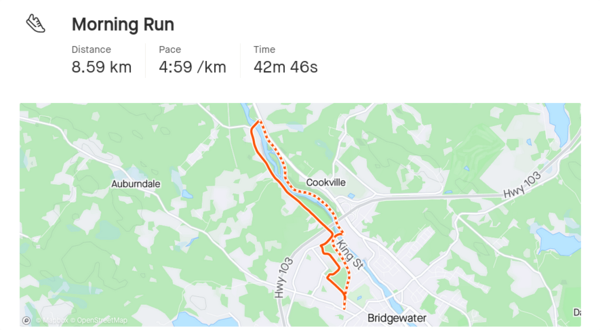 Morning Run
Distance Pace Time
8.59 km 4:59 /km 42m 46s
Auburndale
Cookville
Hwy 103
King St
Hwy 103
Bridgewater
© OpenStreetMap